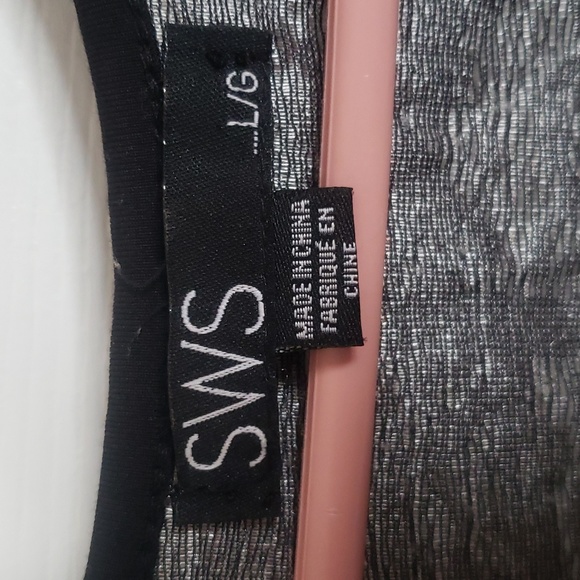 SWS
L/G
MADE IN CHINA
FABRIQUÉ EN
CHINE